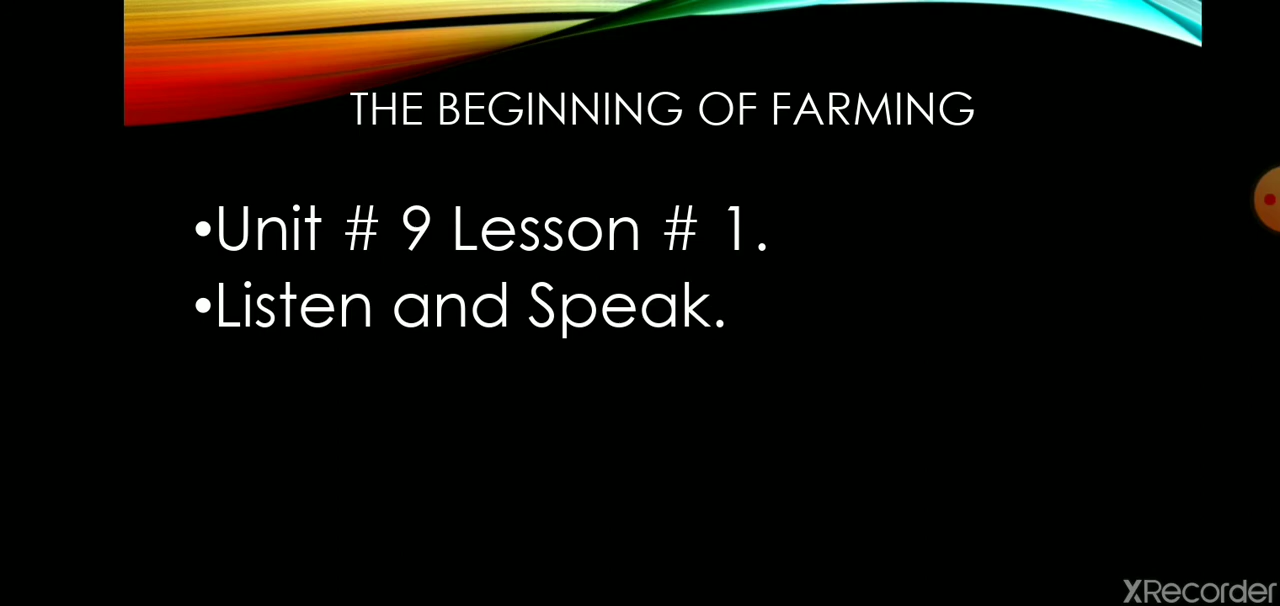 THE BEGINNING OF FARMING
•Unit # 9 Lesson # 1.
•Listen and Speak.
XRecorder